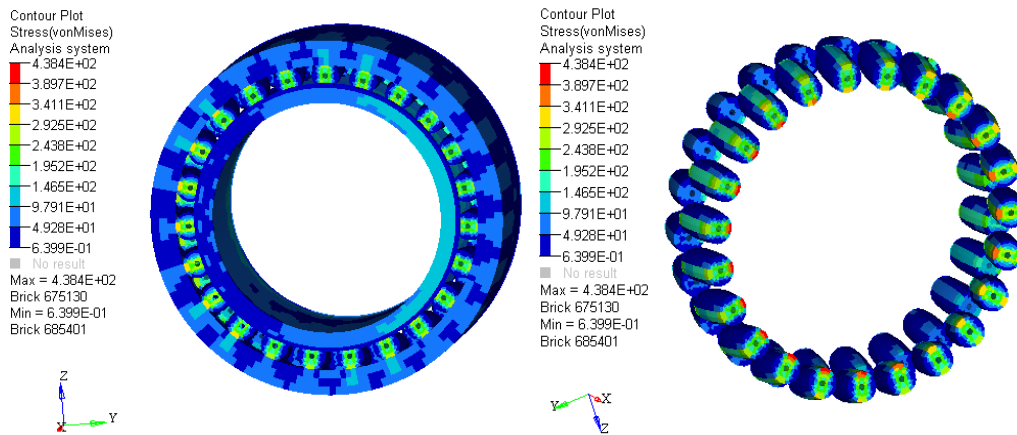 Contour Plot
Stress(vonMises)
Analysis system
4.384E+02
3.897E+02
3.411E+02
2.925E+02
2.438E+02
1.952E+02
1.465E+02
9.791E+01
4.928E+01
6.399E-01
No result
Max = 4.384E+02
Brick 675130
Min = 6.399E-01
Brick 685401
Z
Y
X
Contour Plot
Stress(vonMises)
Analysis system
4.384E+02
3.897E+02
3.411E+02
2.925E+02
2.438E+02
1.952E+02
1.465E+02
9.791E+01
4.928E+01
6.399E-01
No result
Max = 4.384E+02
Brick 675130
Min = 6.399E-01
Brick 685401
X
Y
Z